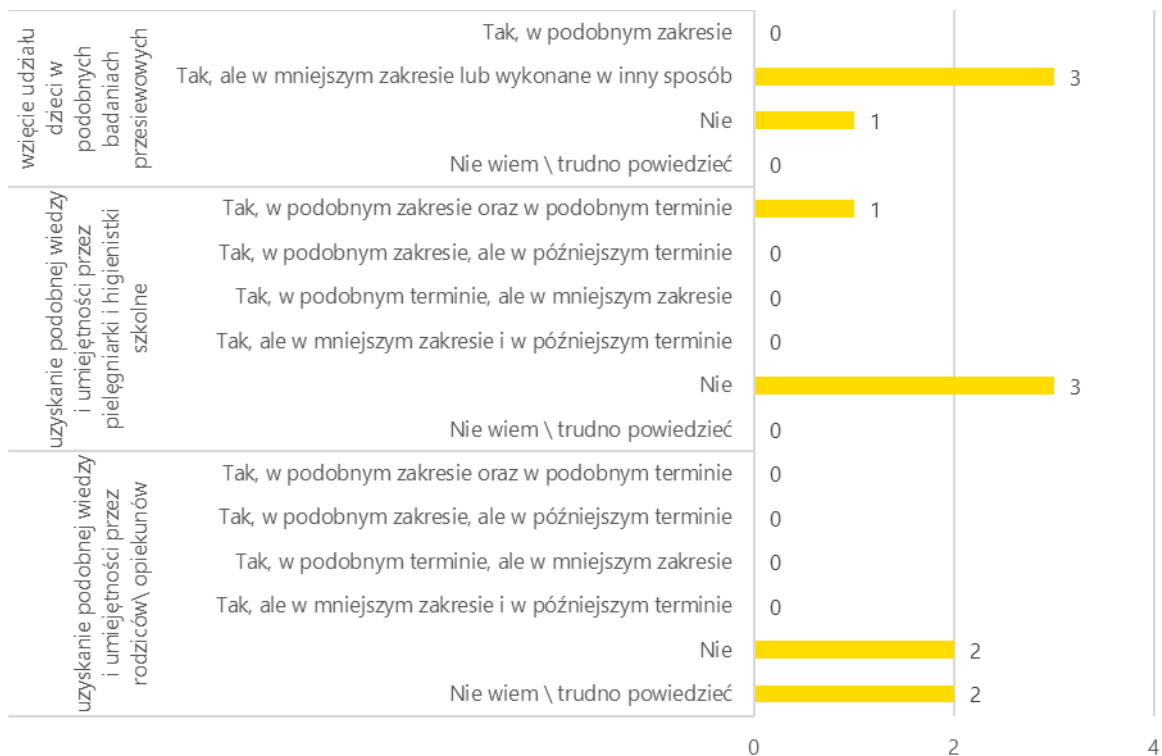 wzięcie udziału
dzieci w
podobnych
badaniach
przesiewowych
Tak, w podobnym zakresie 0
Tak, ale w mniejszym zakresie lub wykonane w inny sposób 3
Nie 1
Nie wiem \ trudno powiedzieć 0
uzyskanie podobnej wiedzy
i umiejętności przez
pielęgniarki i higienistki
szkolne
Tak, w podobnym zakresie oraz w podobnym terminie 1
Tak, w podobnym zakresie, ale w późniejszym terminie 0
Tak, w podobnym terminie, ale w mniejszym zakresie 0
Tak, ale w mniejszym zakresie i w późniejszym terminie 0
Nie 3
Nie wiem \ trudno powiedzieć 0
uzyskanie podobnej wiedzy
i umiejętności przez
rodziców\ opiekunów
Tak, w podobnym zakresie oraz w podobnym terminie 0
Tak, w podobnym zakresie, ale w późniejszym terminie 0
Tak, w podobnym terminie, ale w mniejszym zakresie 0
Tak, ale w mniejszym zakresie i w późniejszym terminie 0
Nie 2
Nie wiem \ trudno powiedzieć 2
0 2 4